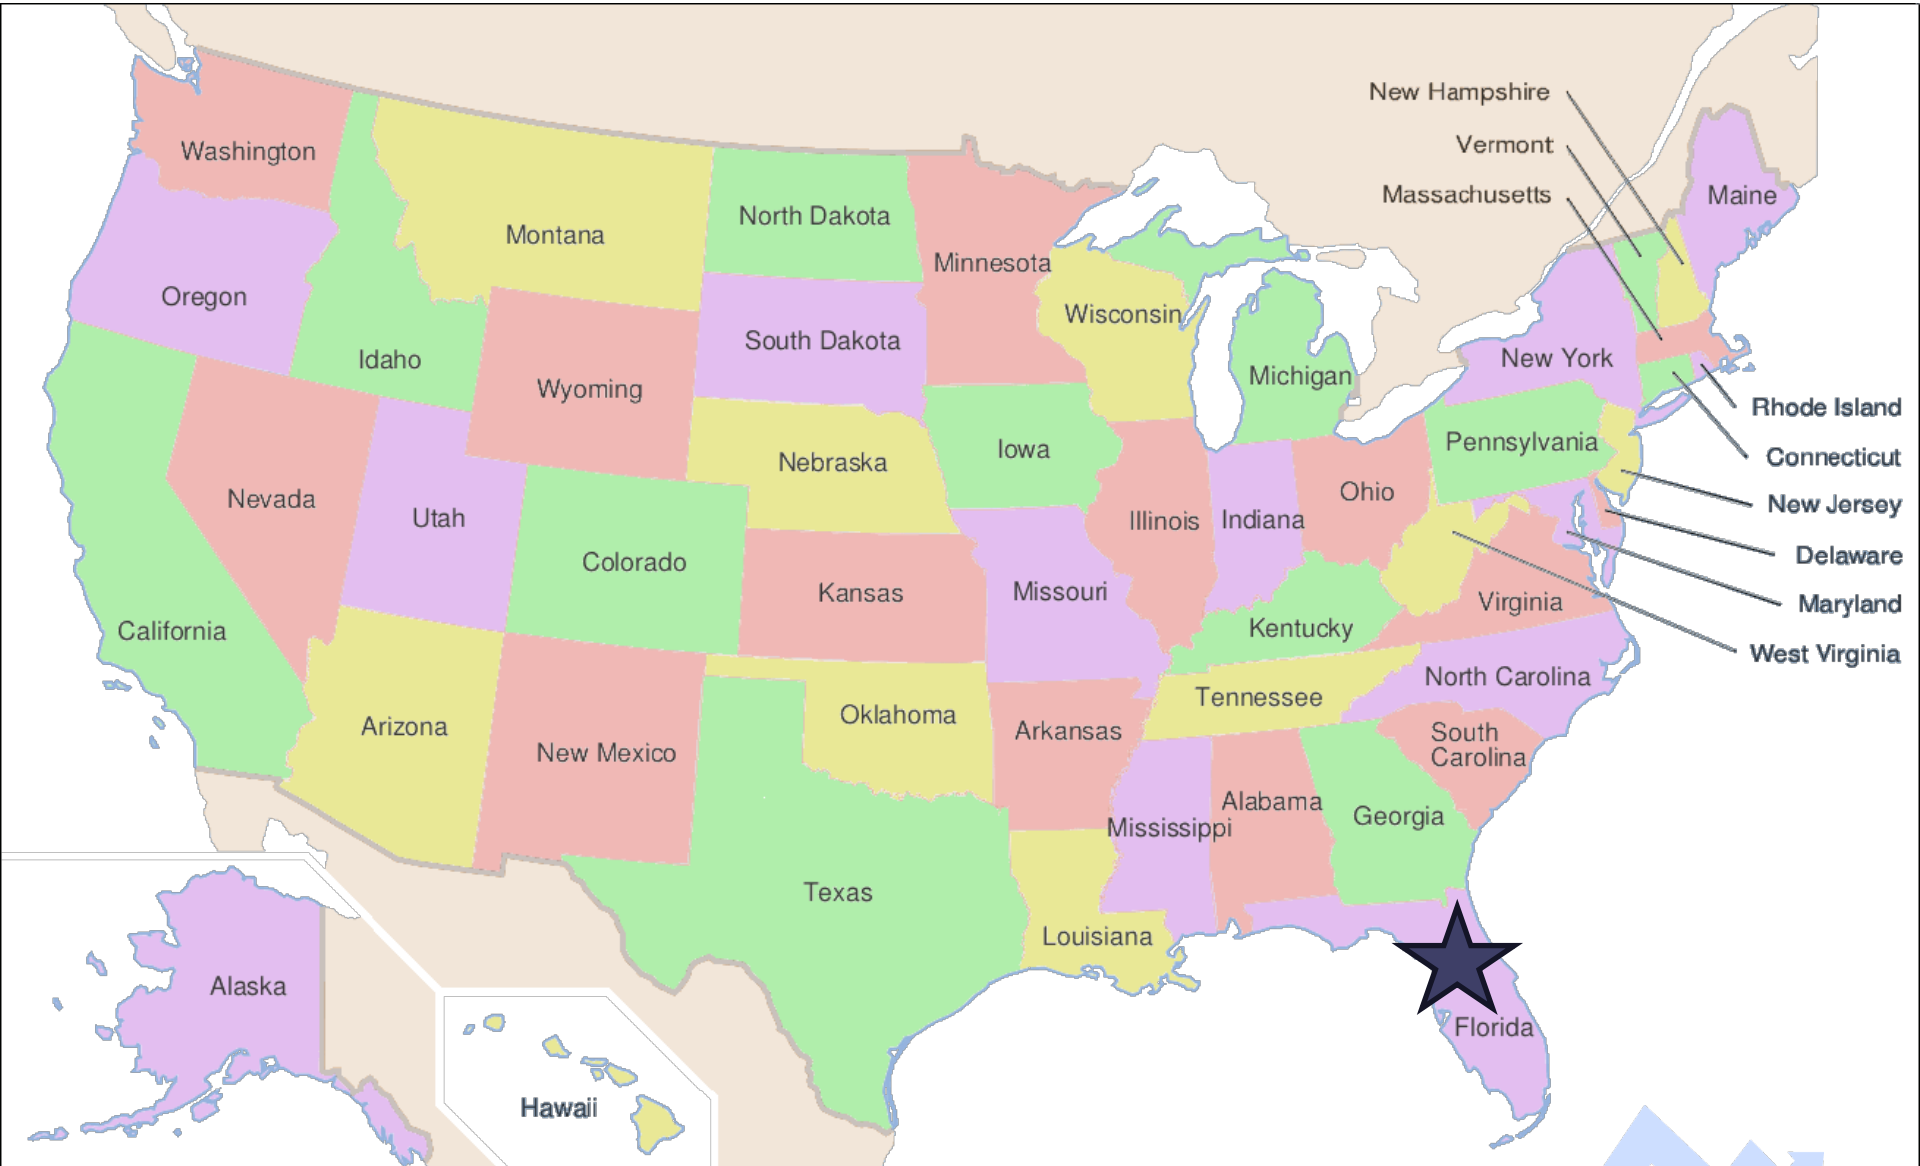 New Hampshire
Vermont
Massachusetts
Maine
Washington
Montana
North Dakota
Minnesota
Oregon
Idaho
Wisconsin
South Dakota
Wyoming
Michigan
New York
Rhode Island
Connecticut
Pennsylvania
Nebraska
Iowa
Ohio
New Jersey
Nevada
Utah
Illinois
Indiana
Delaware
Colorado
Kansas
Missouri
Maryland
Virginia
California
Kentucky
West Virginia
North Carolina
Tennessee
Arizona
New Mexico
Oklahoma
Arkansas
South
Carolina
Alabama
Georgia
Mississippi
Texas
Louisiana
Alaska
Florida
Hawaii